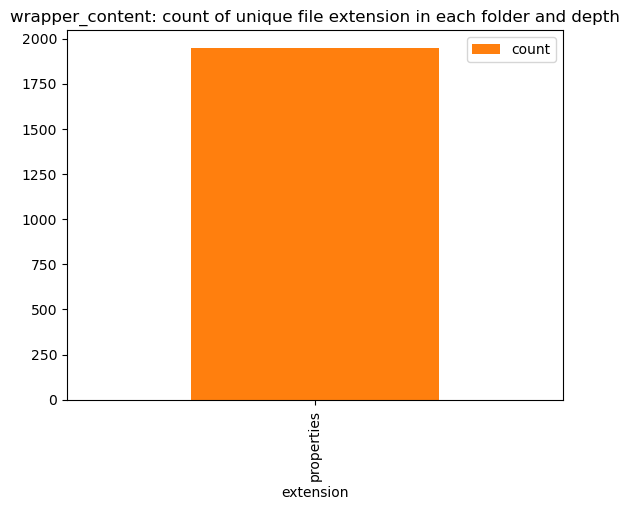 wrapper_content: count of unique file extension in each folder and depth
2000
1750
1500
1250
1000
750
500
250
0
count
properties
extension